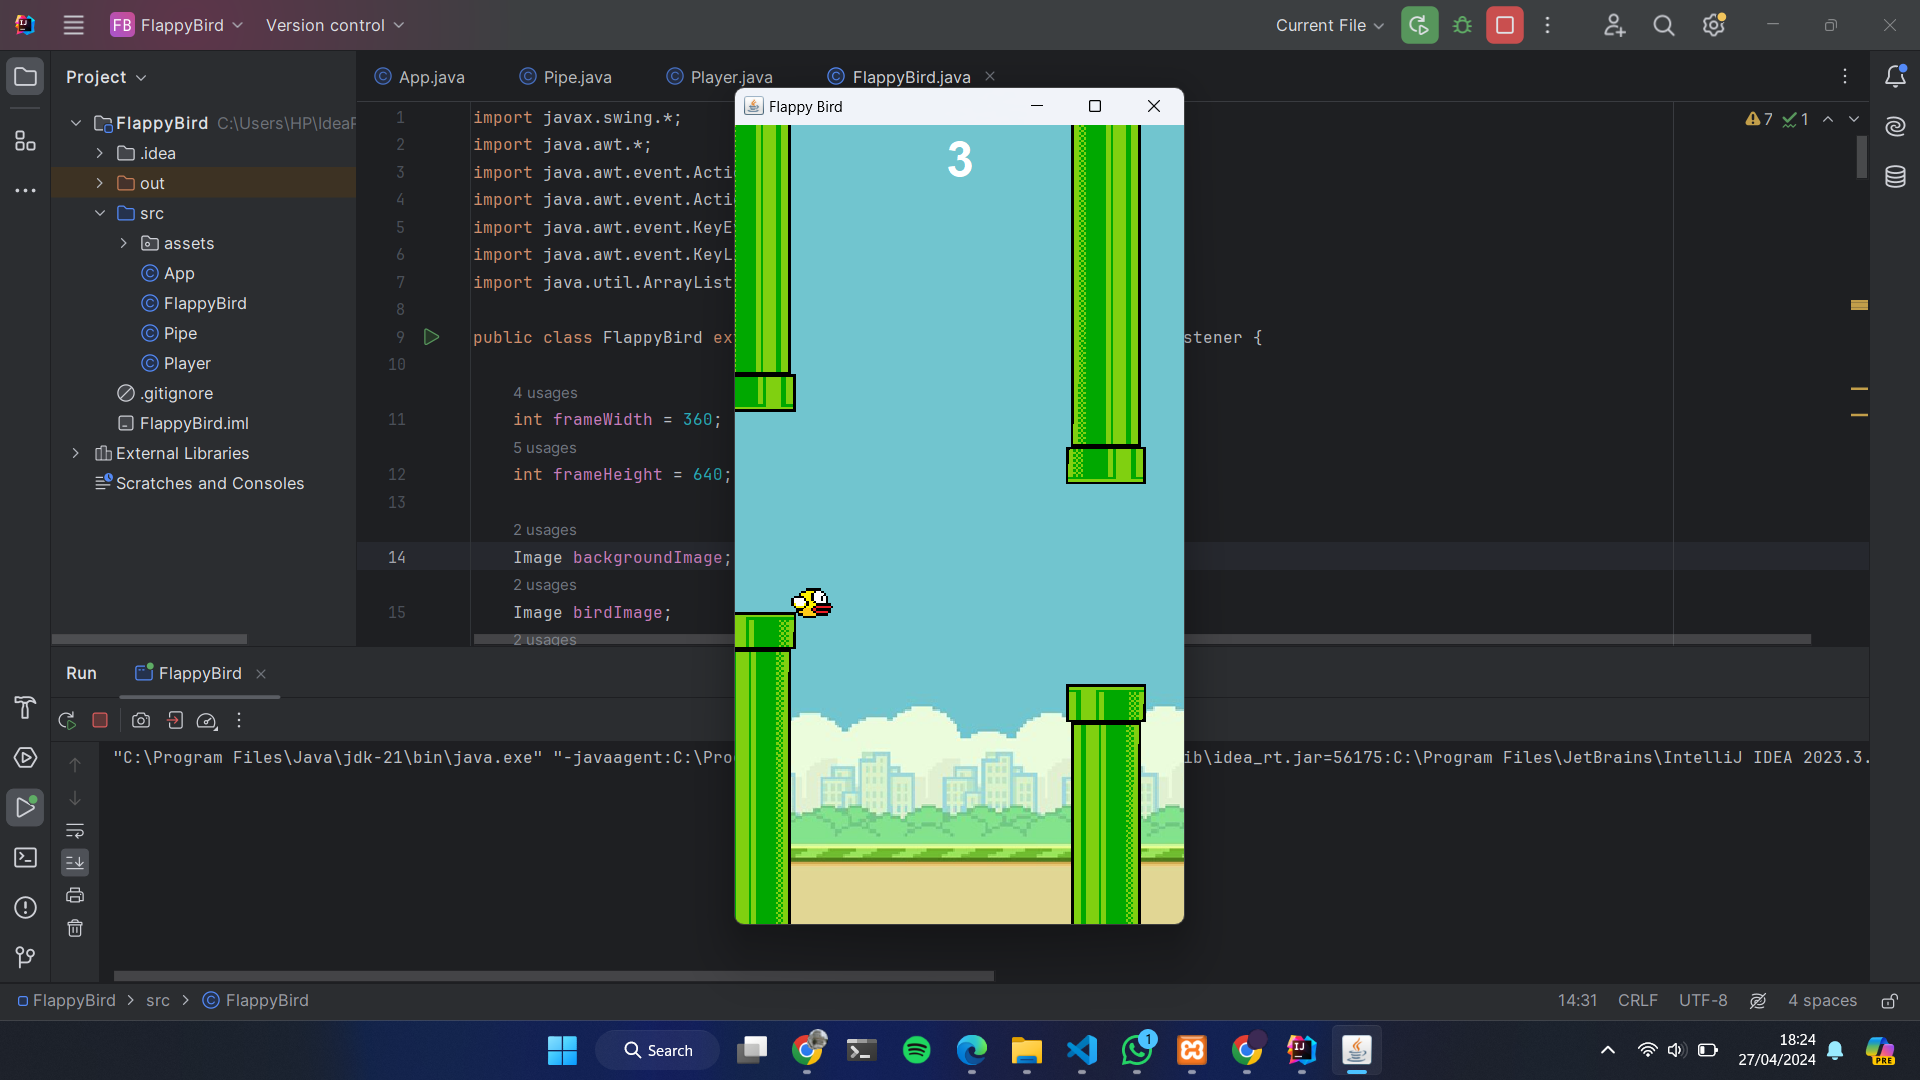 FB FlappyBird Version control Current File
Project
App.java Pipe.java Player.java FlappyBird.java
FlappyBird C:\Users\HP\Idea
.idea
out
src
assets
App
FlappyBird
Pipe
Player
.gitignore
FlappyBird.iml
External Libraries
Scratches and Consoles
7 1
1 import javax.swing.*;
2 import java.awt.*;
3 import java.awt.event.Acti
4 import java.awt.event.Acti
5 import java.awt.event.KeyE
6 import java.awt.event.KeyL
7 import java.util.ArrayList
8
9 public class FlappyBird ex stener {
10
4 usages
11 int frameWidth = 360;
5 usages
12 int frameHeight = 640;
13
2 usages
14 Image backgroundImage;
2 usages
15 Image birdImage;
2 usages
Flappy Bird
3
Run FlappyBird
"C:\Program Files\Java\jdk-21\bin\java.exe" "-javaagent:C:\Pro ib\idea_rt.jar=56175:C:\Program Files\JetBrains\IntelliJ IDEA 2023.3.
FlappyBird > src > FlappyBird 14:31 CRLF UTF-8 4 spaces
Search
1
18:24
27/04/2024
PRE